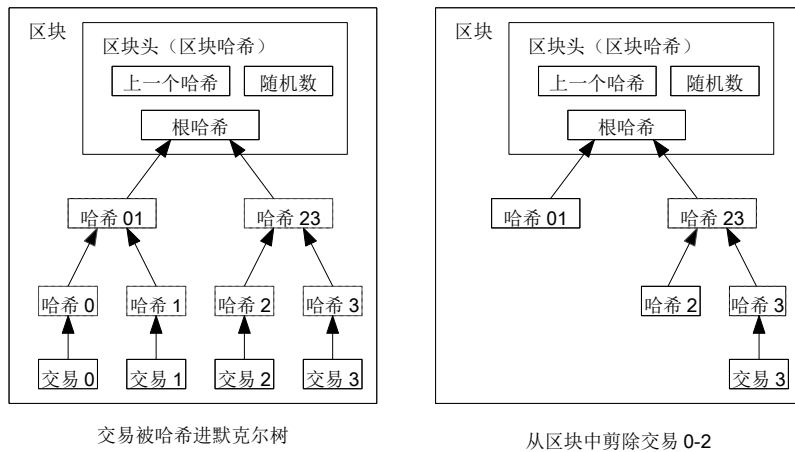 区块
区块头（区块哈希）
上一个哈希 随机数
根哈希
哈希 01 哈希 23
哈希 0 哈希 1 哈希 2 哈希 3
交易 0 交易 1 交易 2 交易 3
交易被哈希进默克尔树
区块
区块头（区块哈希）
上一个哈希 随机数
根哈希
哈希 01 哈希 23
哈希 2 哈希 3
交易 3
从区块中剪除交易 0-2